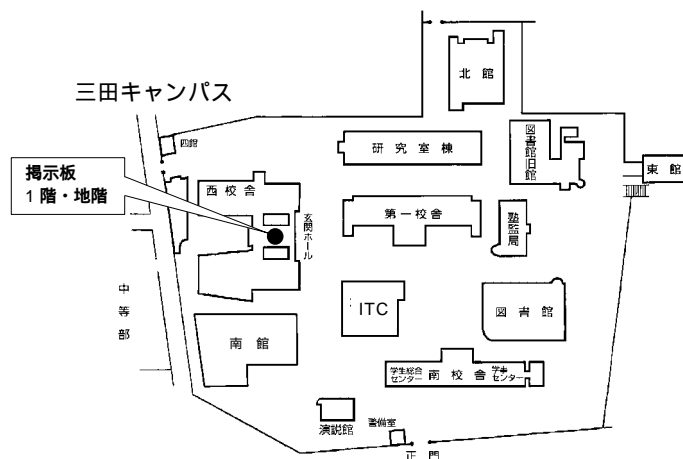 三田キャンパス
北館
四館
研究室棟
図書館旧館
東館
掲示板
1階・地階
西校舎
玄関ホール
第一校舎
塾監局
中等部
ITC
図書館
南館
学生総合センター
南校舎
学事センター
演説館
警備室
正門